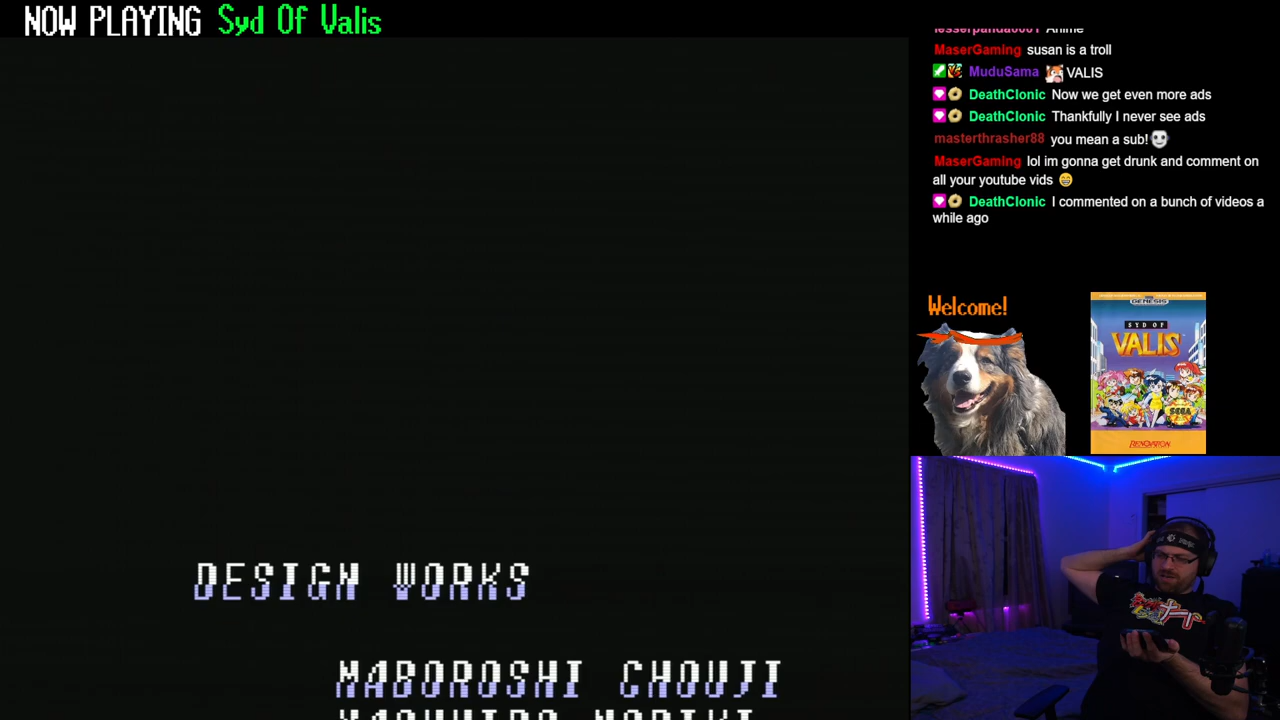 NOW PLAYING Syd Of Valis
lesserpanda0001 Anime
MaserGaming susan is a troll
MuduSama VALIS
DeathClonic Now we get even more ads
DeathClonic Thankfully I never see ads
masterthrasher88 you mean a sub!
MaserGaming lol im gonna get drunk and comment on
all your youtube vids
DeathClonic I commented on a bunch of videos a
while ago
Welcome!
GENESIS
SYD OF
VALIS
SEGA
RENOVATION
DESIGN WORKS
MABOROSHI CHOUJI